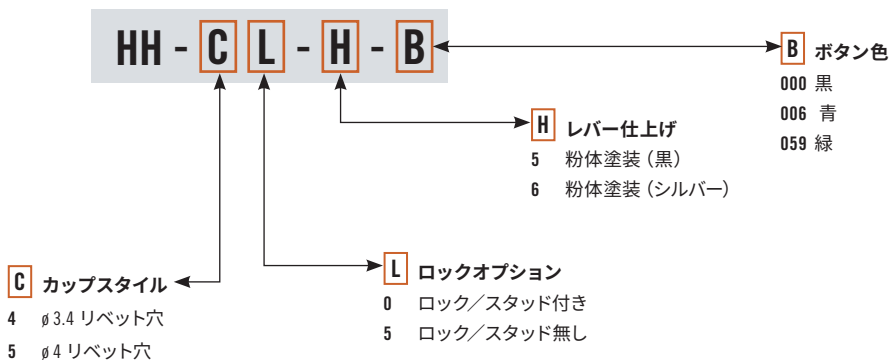 HH - C L - H - B
B ボタン色
000 黒
006 青
059 緑
H レバー仕上げ
5 粉体塗装（黒）
6 粉体塗装（シルバー）
C カップスタイル
4 ø3.4 リベット穴
5 ø4 リベット穴
L ロックオプション
0 ロック／スタッド付き
5 ロック／スタッド無し